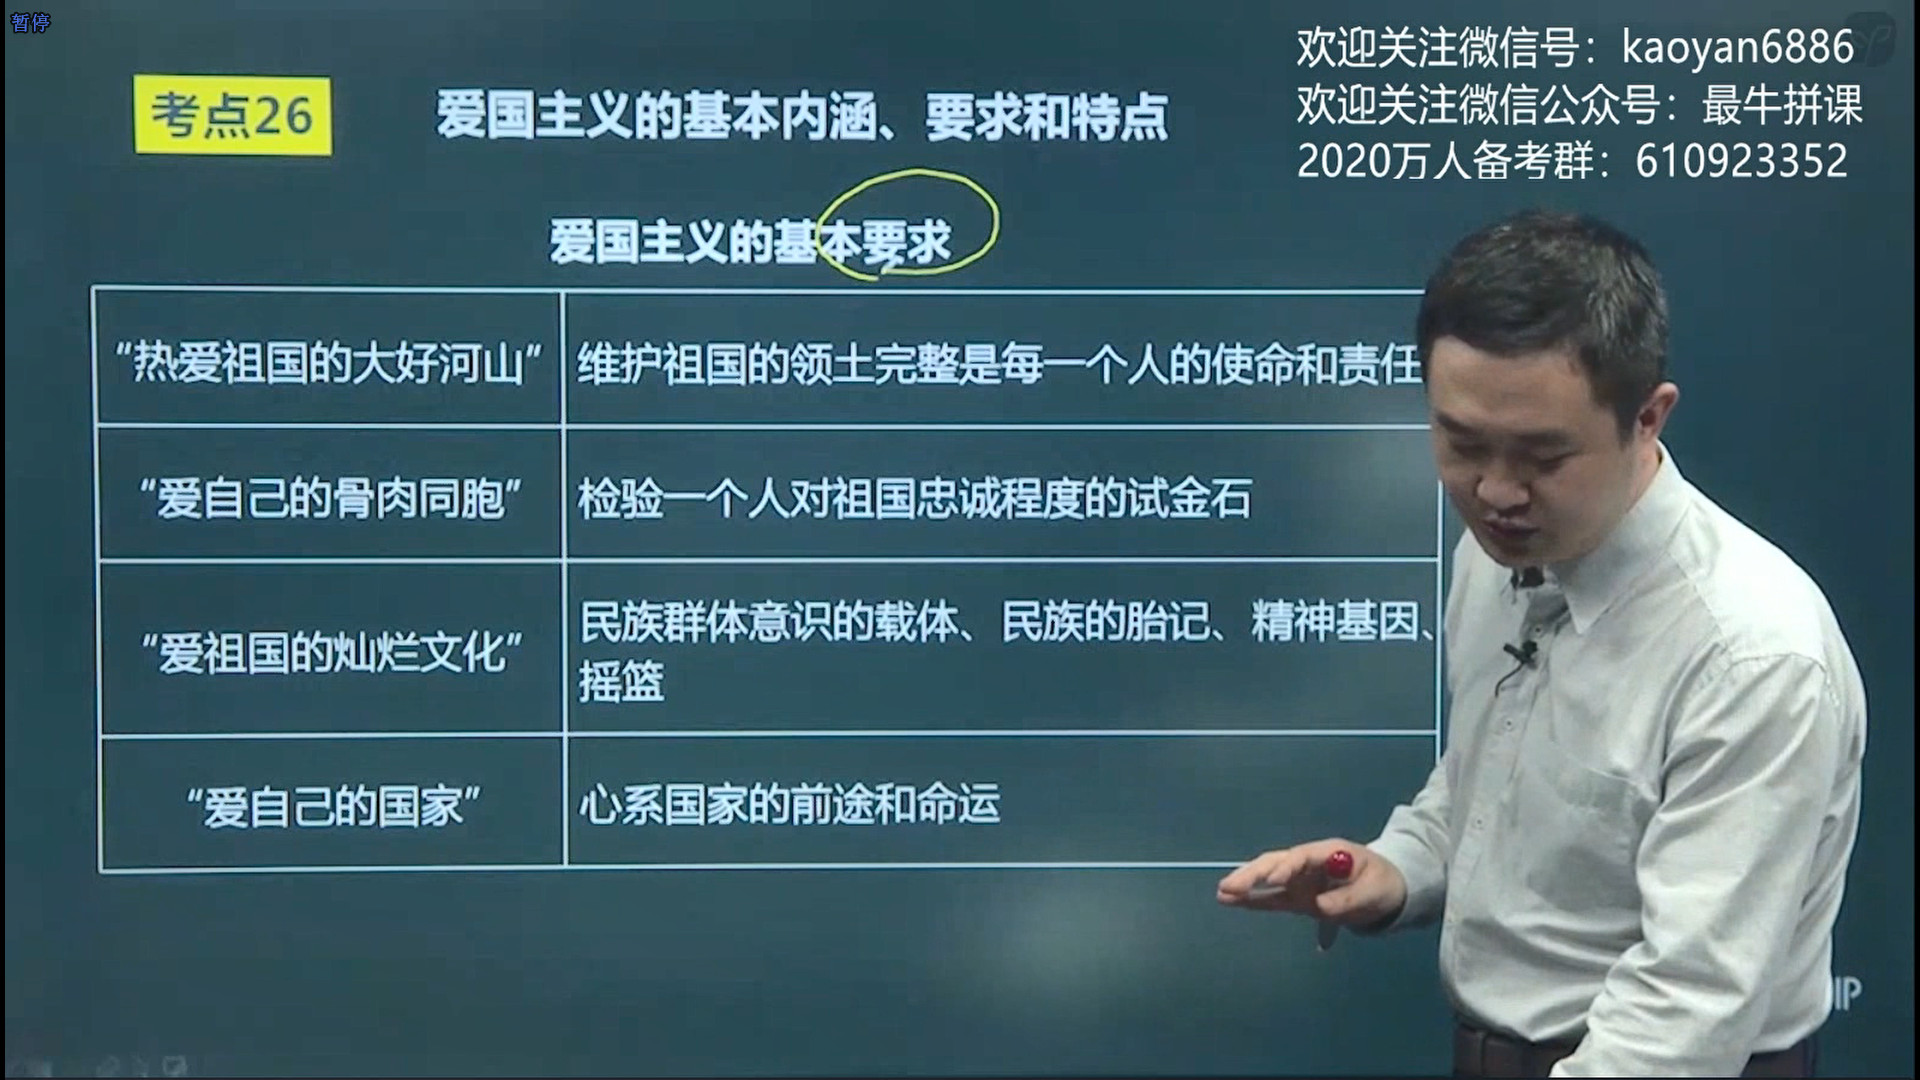 暂停
欢迎关注微信号：kaoyan6886
欢迎关注微信公众号：最牛拼课
2020万人备考群：610923352
考点26
爱国主义的基本内涵、要求和特点
爱国主义的基本要求
“热爱祖国的大好河山”
维护祖国的领土完整是每一个人的使命和责任
“爱自己的骨肉同胞”
检验一个人对祖国忠诚程度的试金石
“爱祖国的灿烂文化”
民族群体意识的载体、民族的胎记、精神基因、
摇篮
“爱自己的国家”
心系国家的前途和命运